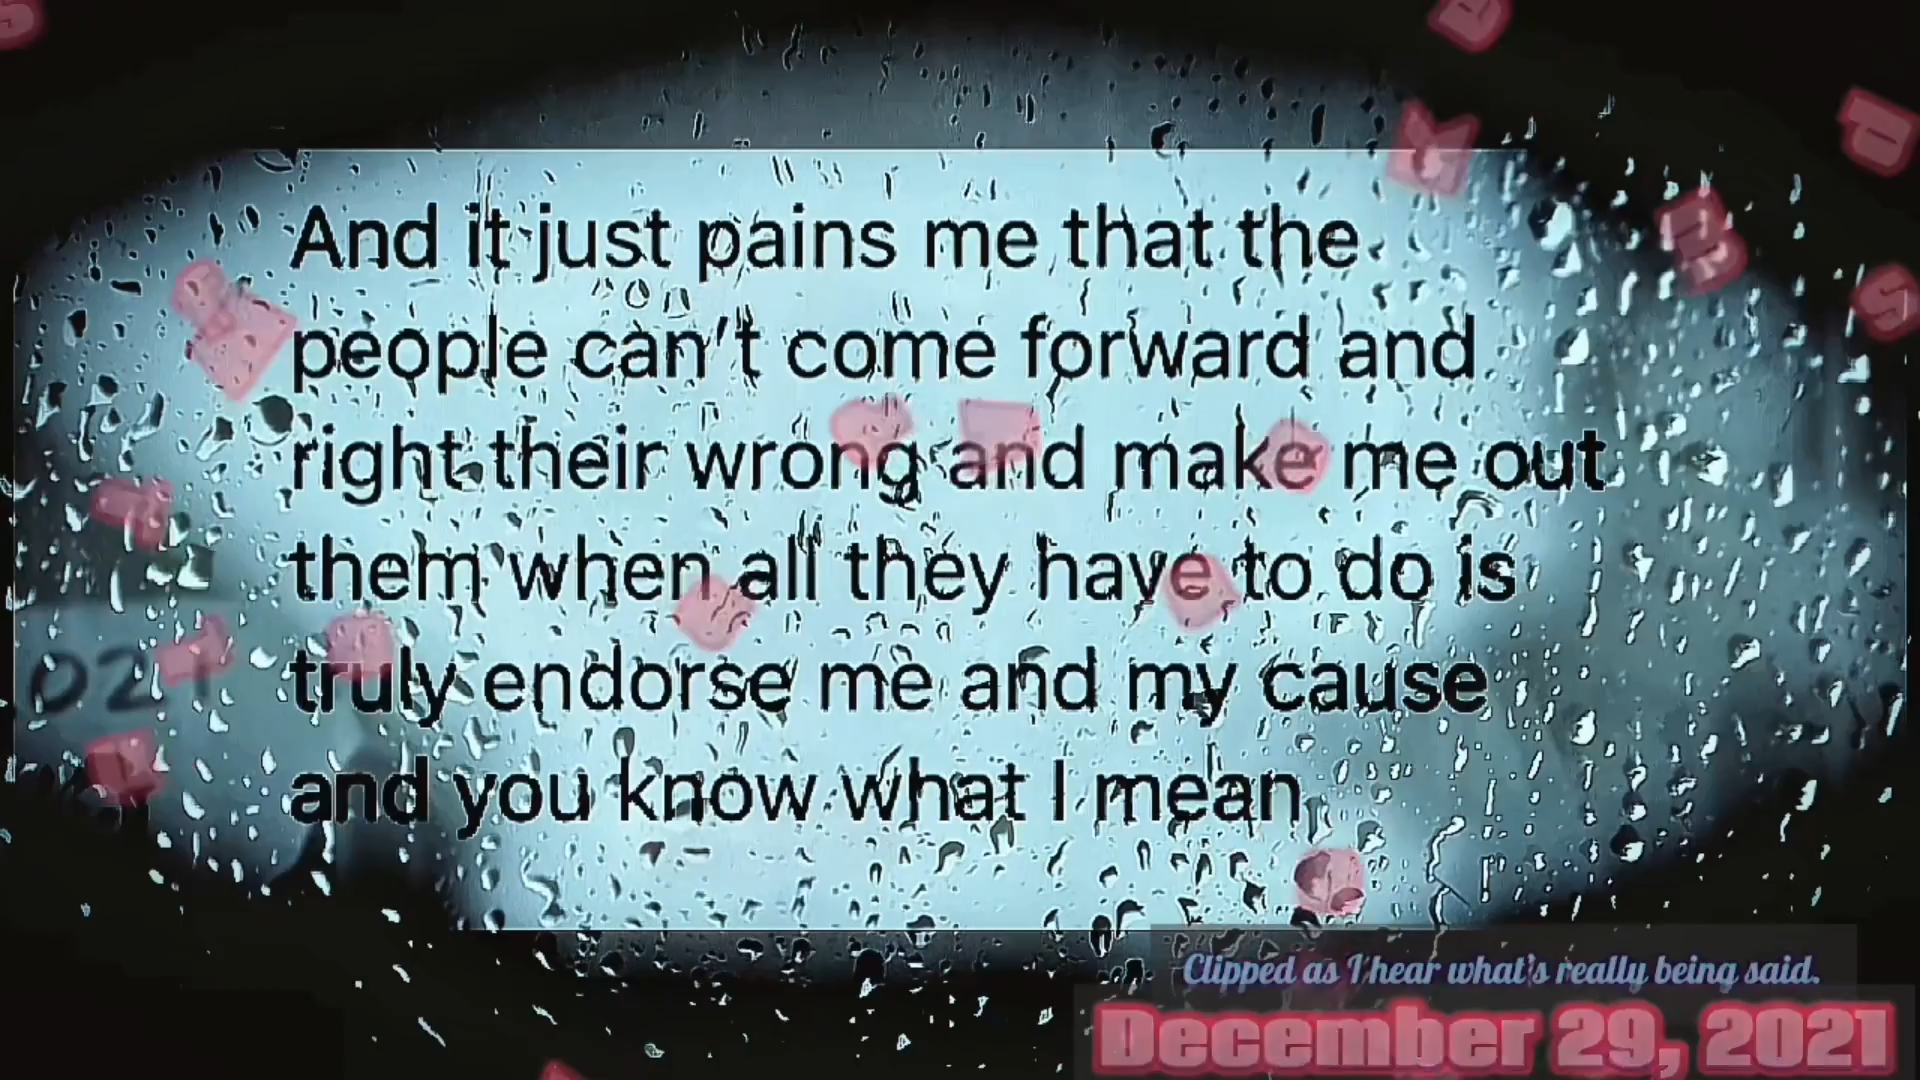 And it just pains me that the
people can't come forward and
right their wrong and make me out
them when all they have to do is
truly endorse me and my cause
and you know what I mean
Clipped as I hear what's really being said.
December 29, 2021